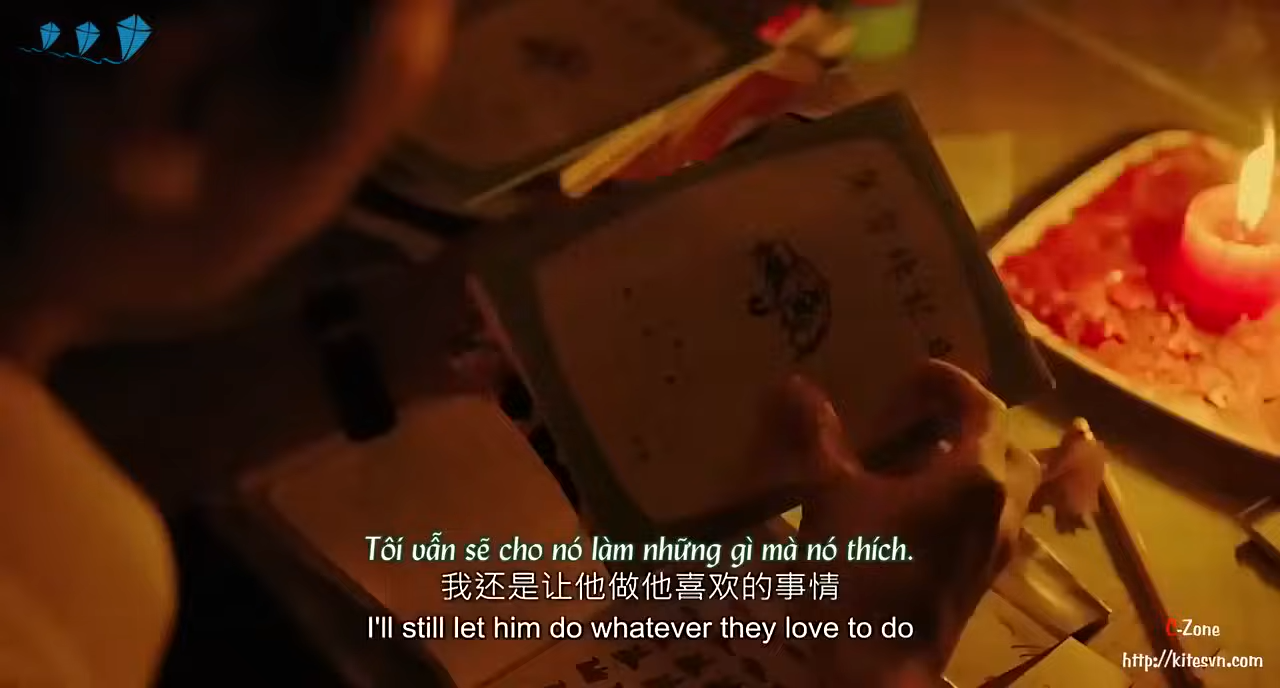 Tôi vẫn sẽ cho nó làm những gì mà nó thích.
我还是让他做他喜欢的事情
I'll still let him do whatever they love to do
C-Zone
http://kitesvn.com